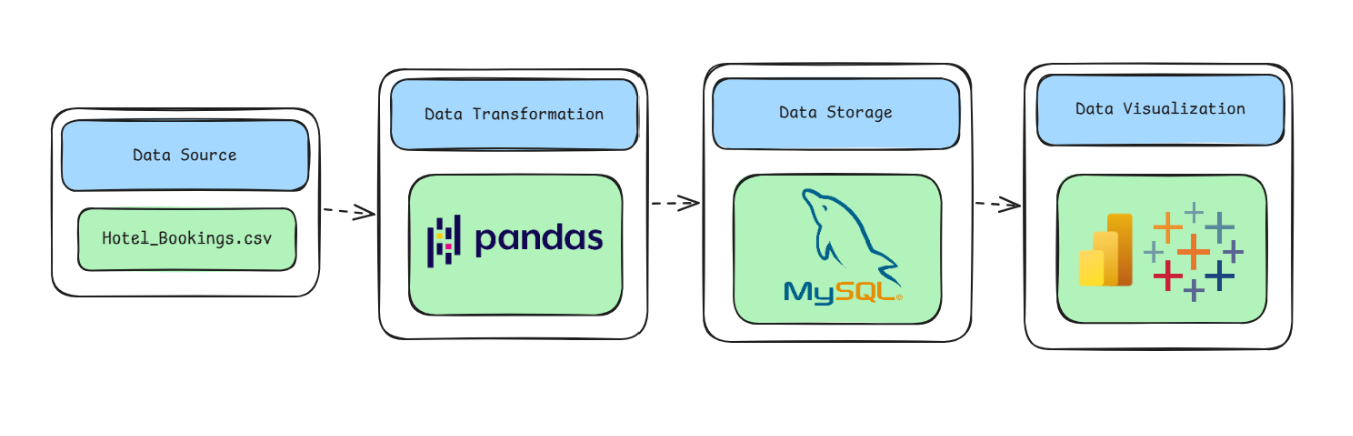 Data Source
Hotel_Bookings.csv
Data Transformation
pandas
Data Storage
MySQL©
Data Visualization